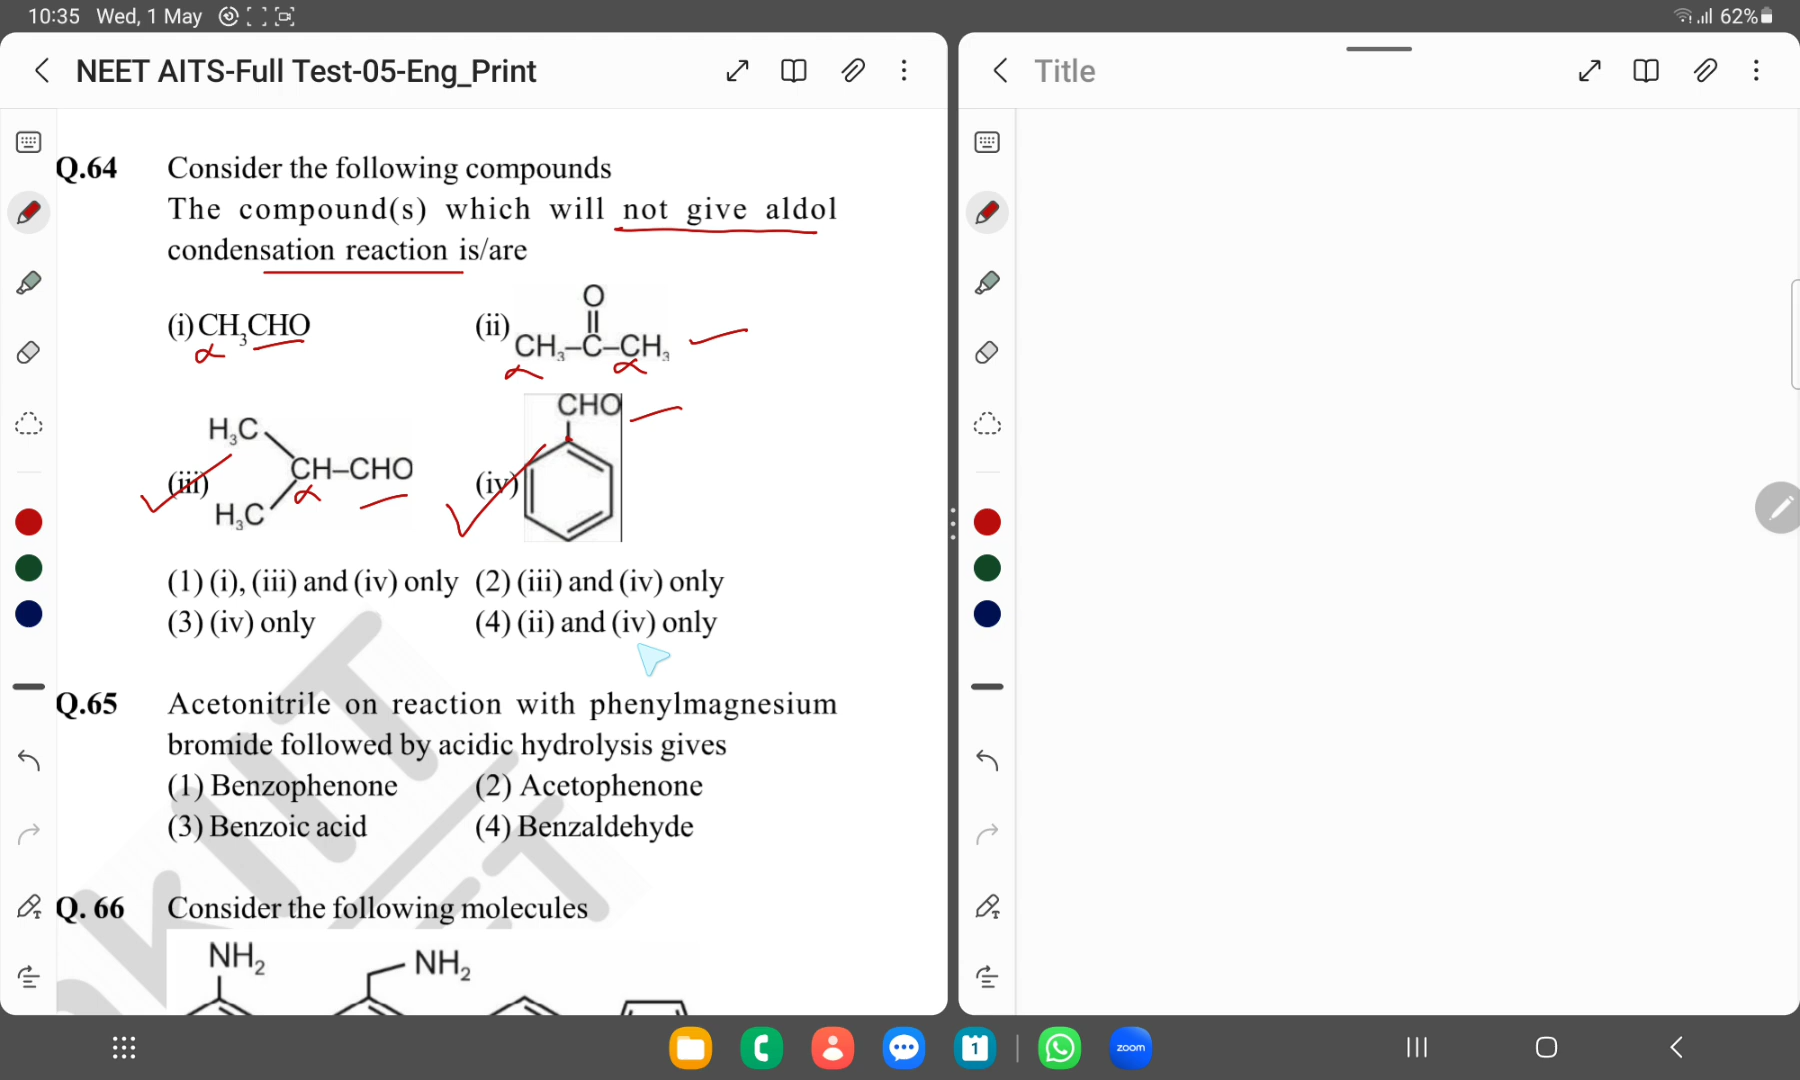 10:35 Wed, 1 May
62%
NEET AITS-Full Test-05-Eng_Print
Title
Q.64 Consider the following compounds
The compound(s) which will not give aldol
condensation reaction is/are
(i) CH₃CHO
α
(ii)
O
CH₃–C–CH₃
α α
(iii)
H₃C
CH–CHO
α
H₃C
(iv)
CHO
(1) (i), (iii) and (iv) only (2) (iii) and (iv) only
(3) (iv) only (4) (ii) and (iv) only
Q.65 Acetonitrile on reaction with phenylmagnesium
bromide followed by acidic hydrolysis gives
(1) Benzophenone (2) Acetophenone
(3) Benzoic acid (4) Benzaldehyde
Q. 66 Consider the following molecules
NH₂ NH₂
1
zoom